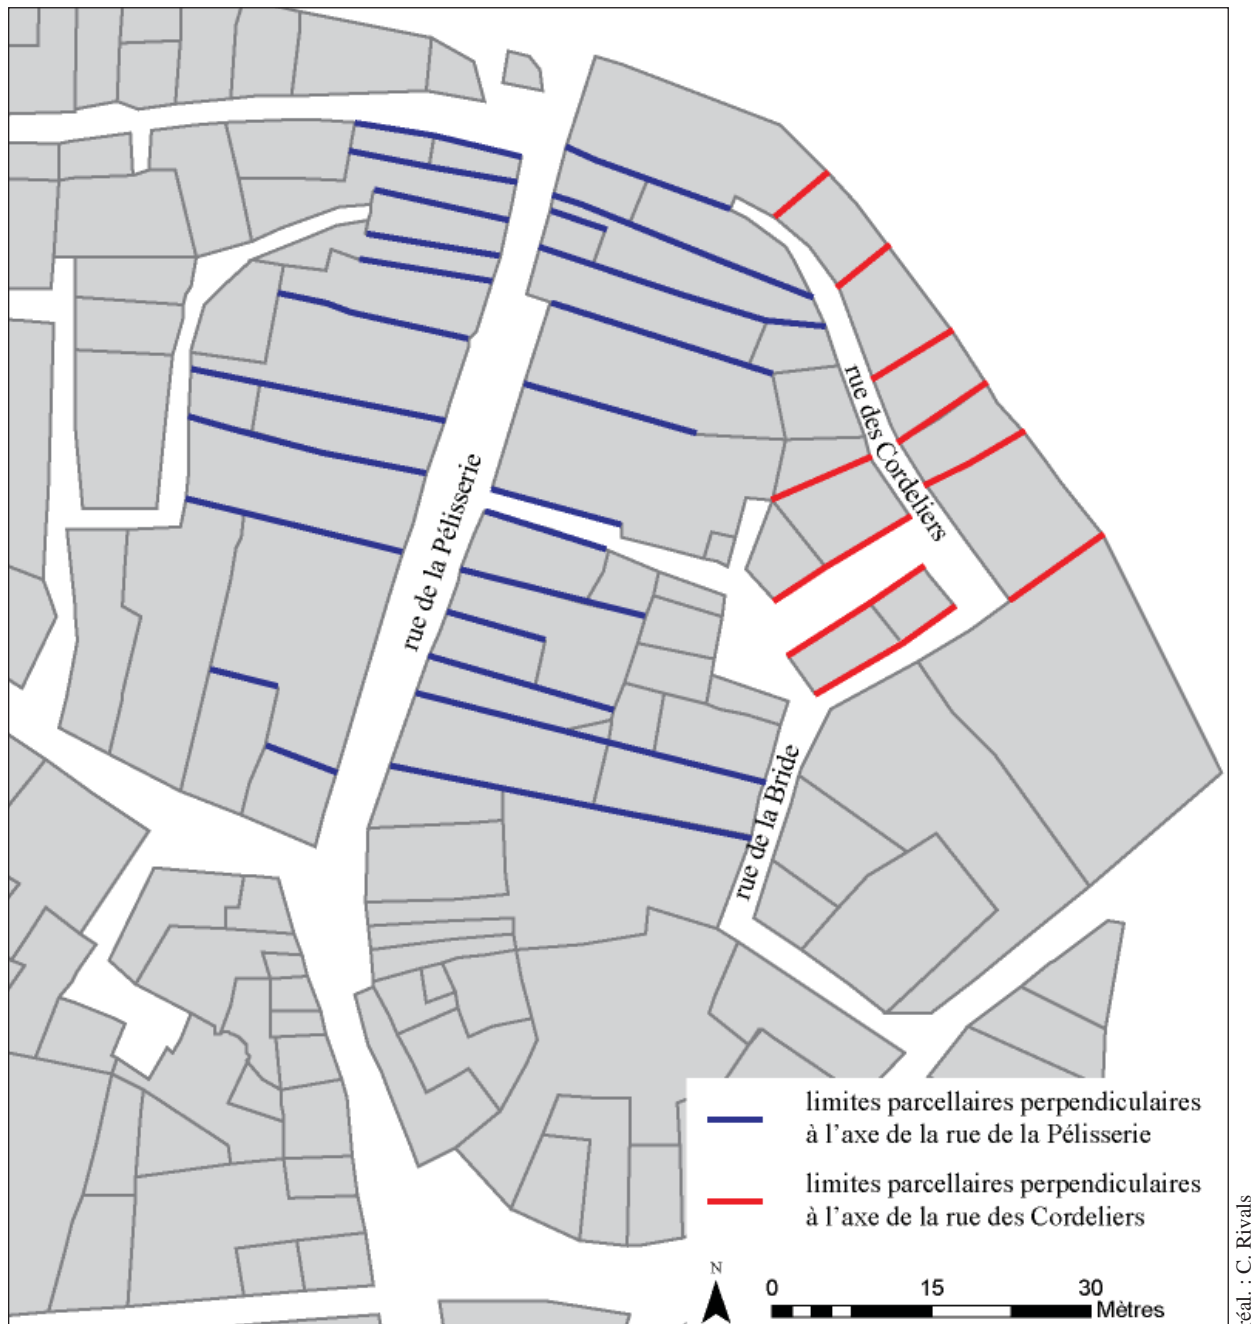 rue des Cordeliers
rue de la Pélisserie
rue de la Bride
limites parcellaires perpendiculaires
à l’axe de la rue de la Pélisserie
limites parcellaires perpendiculaires
à l’axe de la rue des Cordeliers
N
0 15 30
Mètres
réal. : C. Rivals